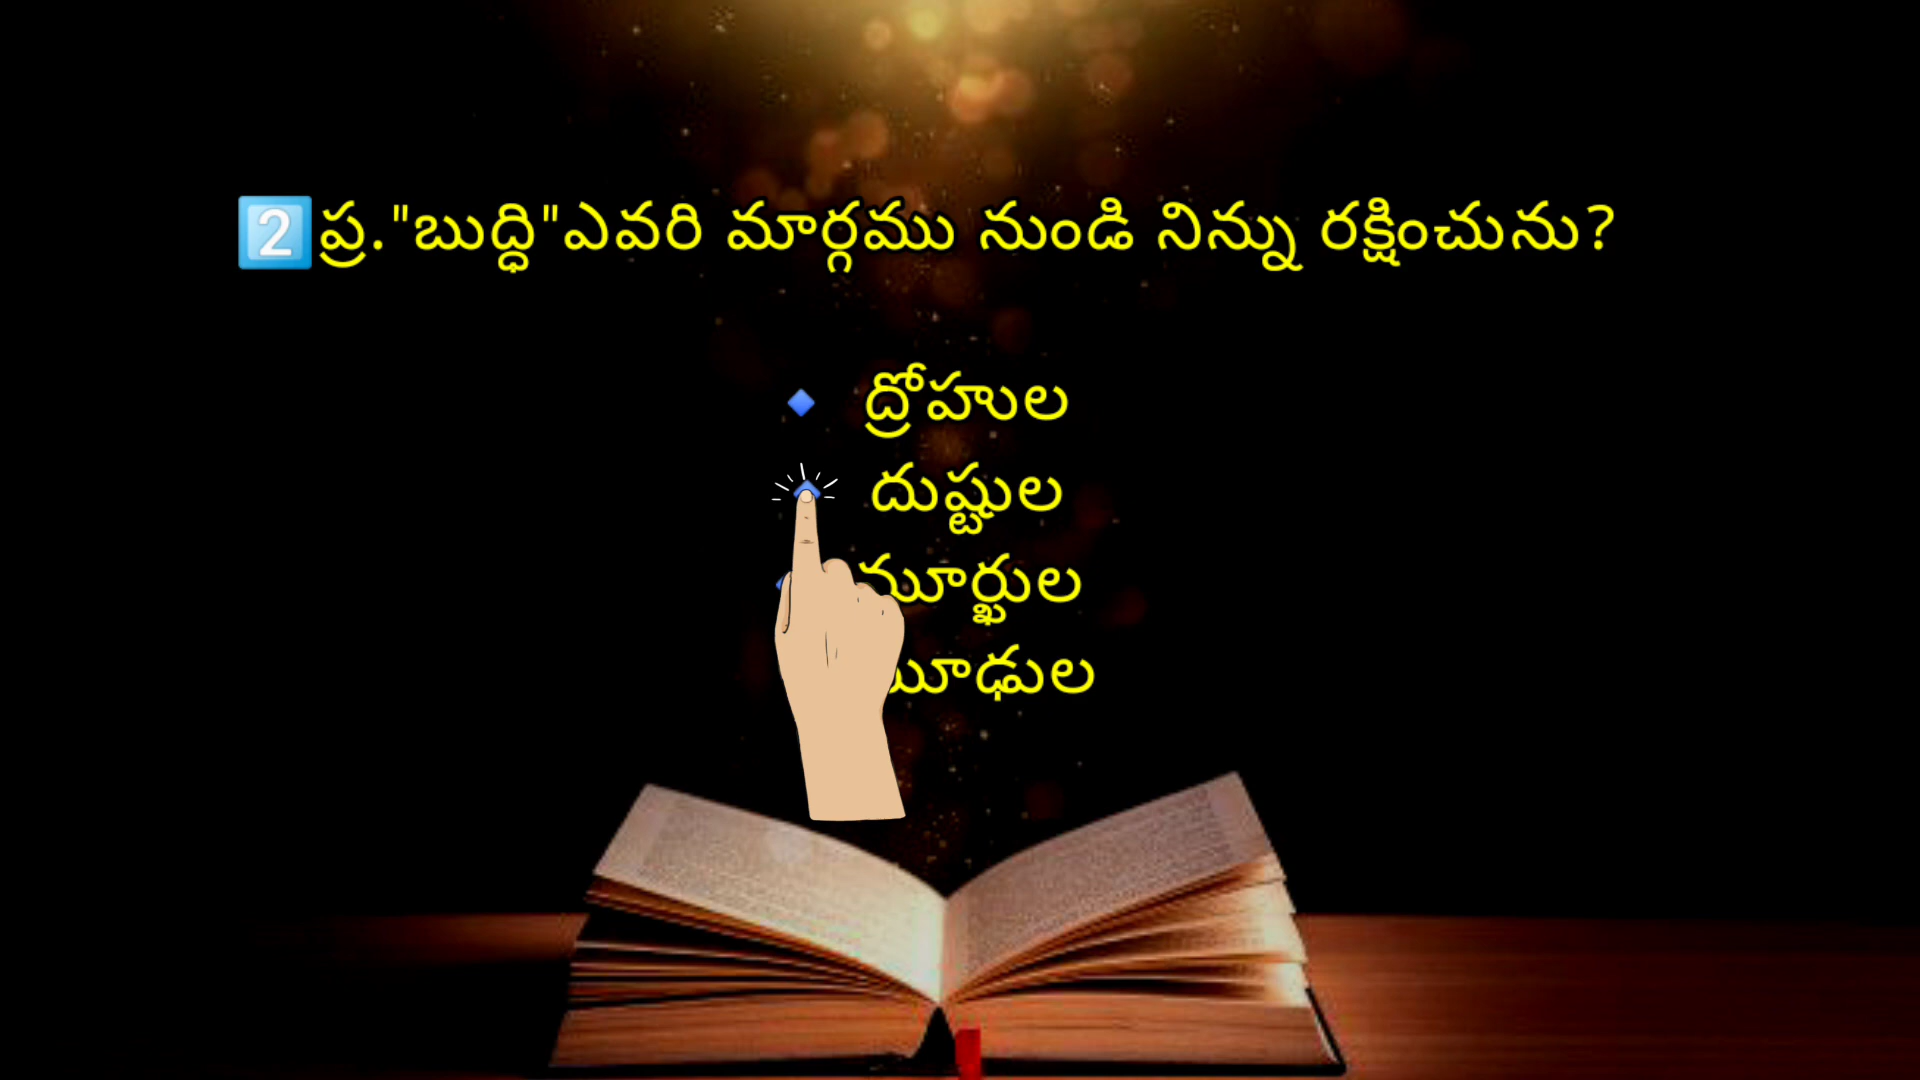 2️⃣ప్ర."బుద్ధి"ఎవరి మార్గము నుండి నిన్ను రక్షించును?
🔹 ద్రోహుల
దుష్టుల
మూర్ఖుల
మూఢుల